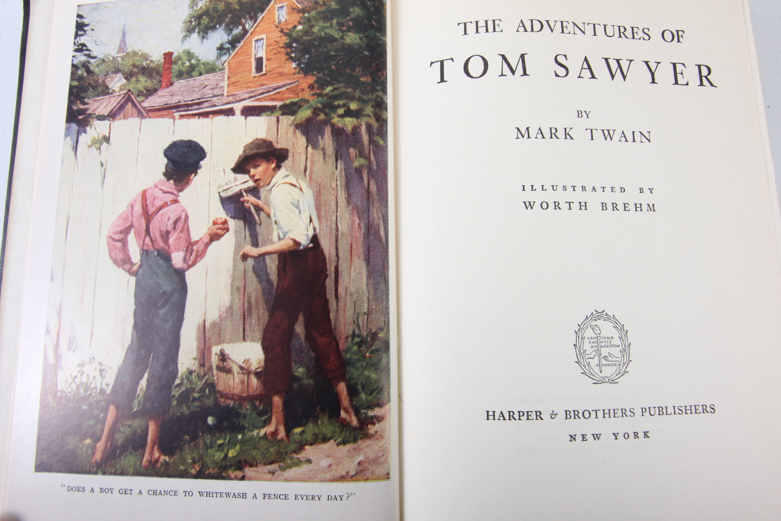 "DOES A BOY GET A CHANCE TO WHITEWASH A FENCE EVERY DAY?"
THE ADVENTURES OF
TOM SAWYER
BY
MARK TWAIN
ILLUSTRATED BY
WORTH BREHM
HARPER & BROTHERS PUBLISHERS
NEW YORK